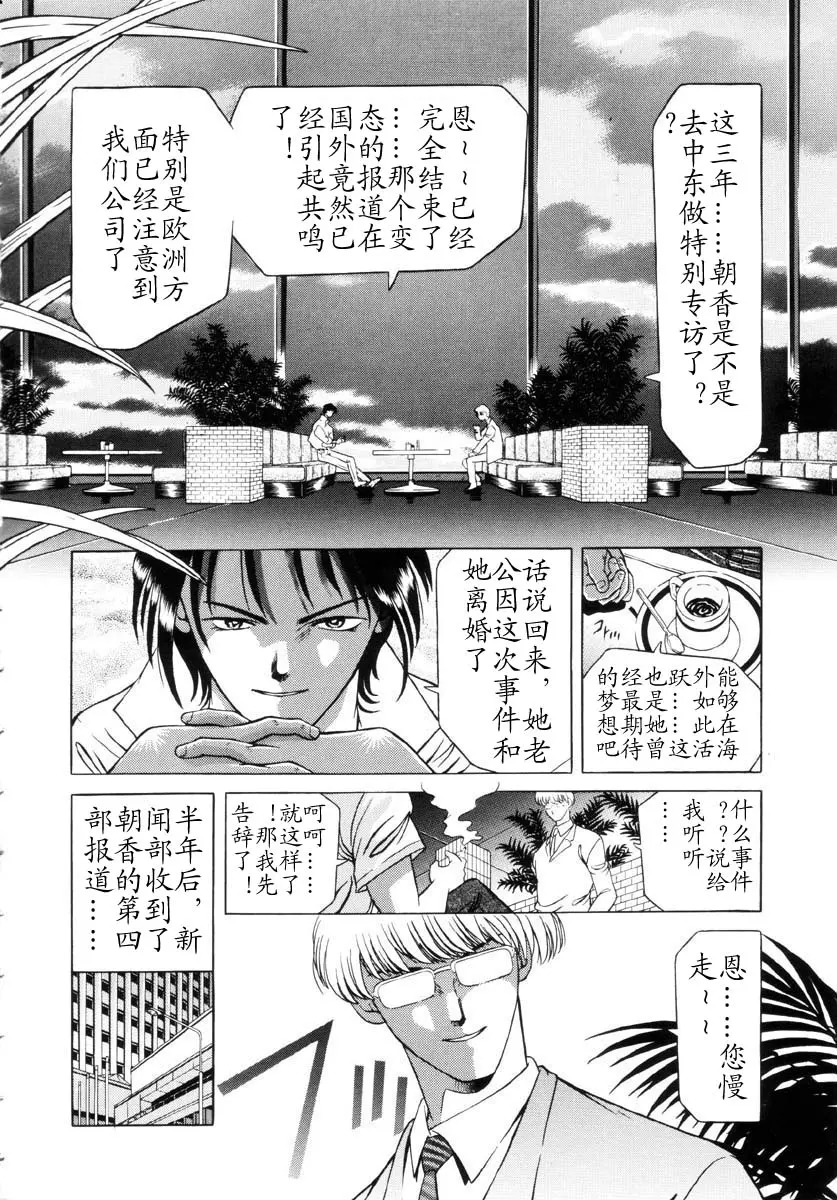 这三年……朝香是不是
去中东做特别专访了？
？
恩～～已经
完全结束了
……那个变
态的报道在
国外竟然已
经引起共鸣
了！
特别是欧洲方
面已经注意到
我们公司了
能够在海
外如此活
跃……这
也是她曾
经最期待
的梦想吧
话说回来，她老
公因这次事件和
她离婚了
什么事件
？？说给
我听听
……
呵呵……
就这样了
！那我先
告辞了！
半年后，新
闻部收到了
朝香的第四
部报道……
恩……您慢
走～～